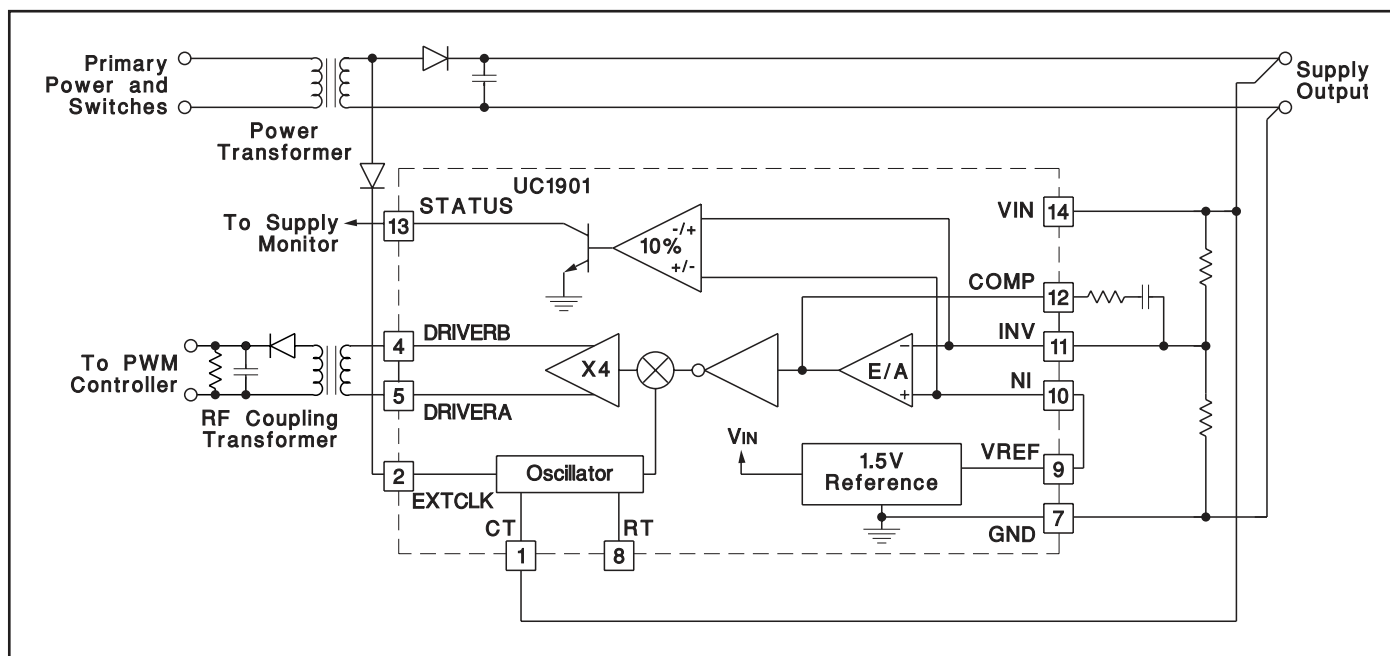 Primary
Power and
Switches
Power
Transformer
Supply
Output
UC1901
STATUS
13
To Supply
Monitor
-/+
10%
+/-
VIN
14
COMP
12
INV
11
NI
10
DRIVERB
4
To PWM
Controller
5
DRIVERA
RF Coupling
Transformer
X4
E/A
−
+
VIN
1.5V
Reference
VREF
9
GND
7
2
EXTCLK
Oscillator
CT
1
RT
8